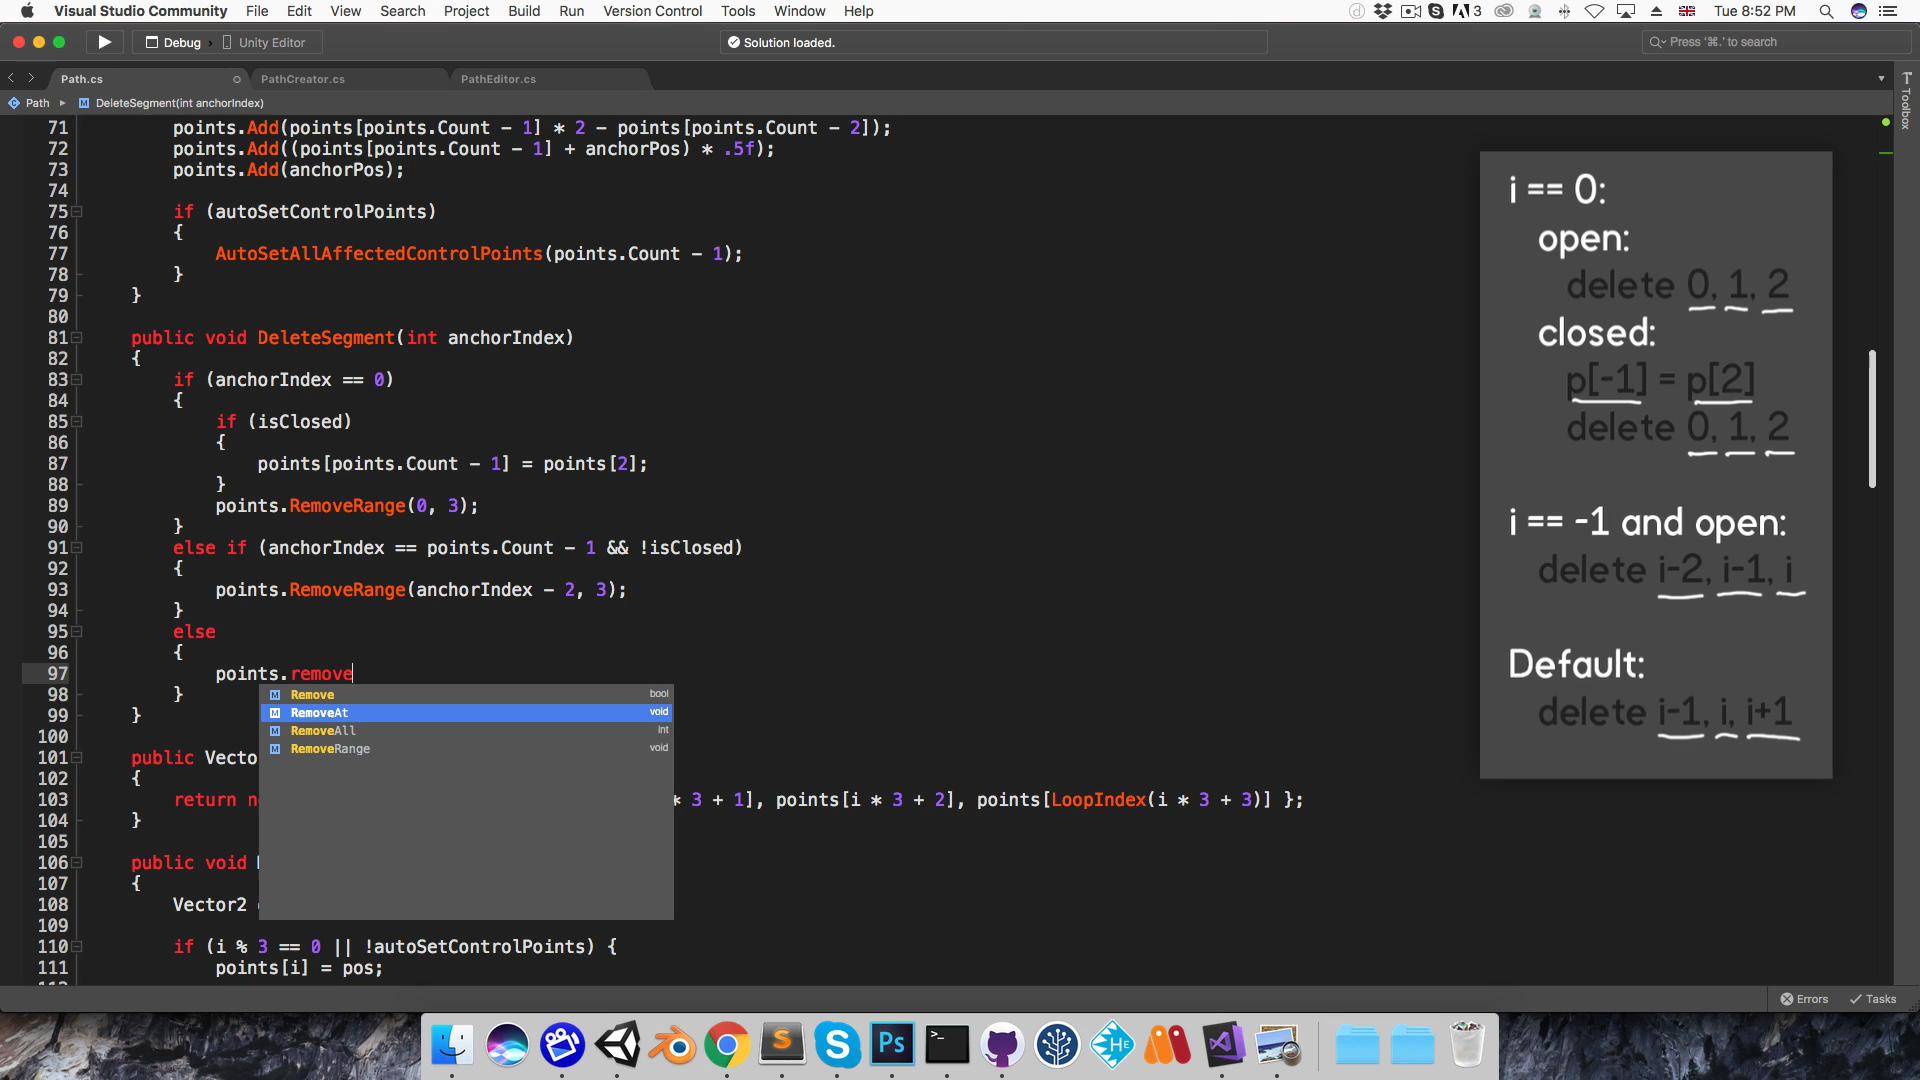 Visual Studio Community File Edit View Search Project Build Run Version Control Tools Window Help 3 Tue 8:52 PM
Debug Unity Editor Solution loaded. Press '⌘.' to search
Path.cs PathCreator.cs PathEditor.cs
Toolbox
Path ▸ M DeleteSegment(int anchorIndex)
71 points.Add(points[points.Count - 1] * 2 - points[points.Count - 2]);
72 points.Add((points[points.Count - 1] + anchorPos) * .5f);
73 points.Add(anchorPos);
74
75 if (autoSetControlPoints)
76 {
77 AutoSetAllAffectedControlPoints(points.Count - 1);
78 }
79 }
80
81 public void DeleteSegment(int anchorIndex)
82 {
83 if (anchorIndex == 0)
84 {
85 if (isClosed)
86 {
87 points[points.Count - 1] = points[2];
88 }
89 points.RemoveRange(0, 3);
90 }
91 else if (anchorIndex == points.Count - 1 && !isClosed)
92 {
93 points.RemoveRange(anchorIndex - 2, 3);
94 }
95 else
96 {
97 points.remove
98 }
99 }
100
101 public Vecto
102 {
103 return n * 3 + 1], points[i * 3 + 2], points[LoopIndex(i * 3 + 3)] };
104 }
105
106 public void
107 {
108 Vector2
109
110 if (i % 3 == 0 || !autoSetControlPoints) {
111 points[i] = pos;
M Remove bool
M RemoveAt void
M RemoveAll int
M RemoveRange void
i == 0:
open:
delete 0, 1, 2
closed:
p[-1] = p[2]
delete 0, 1, 2
i == -1 and open:
delete i-2, i-1, i
Default:
delete i-1, i, i+1
Errors Tasks
S S Ps >_ HE